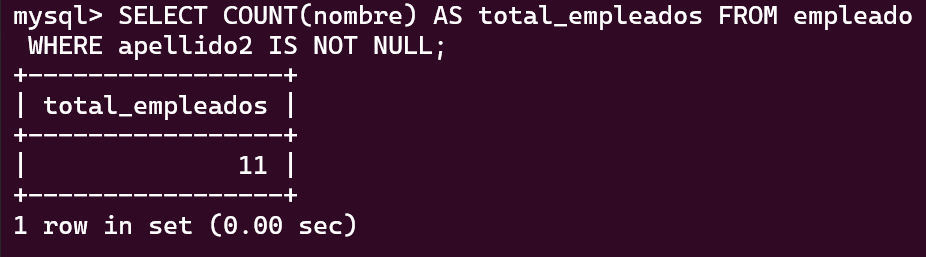 mysql> SELECT COUNT(nombre) AS total_empleados FROM empleado
 WHERE apellido2 IS NOT NULL;
+-----------------+
| total_empleados |
+-----------------+
|              11 |
+-----------------+
1 row in set (0.00 sec)